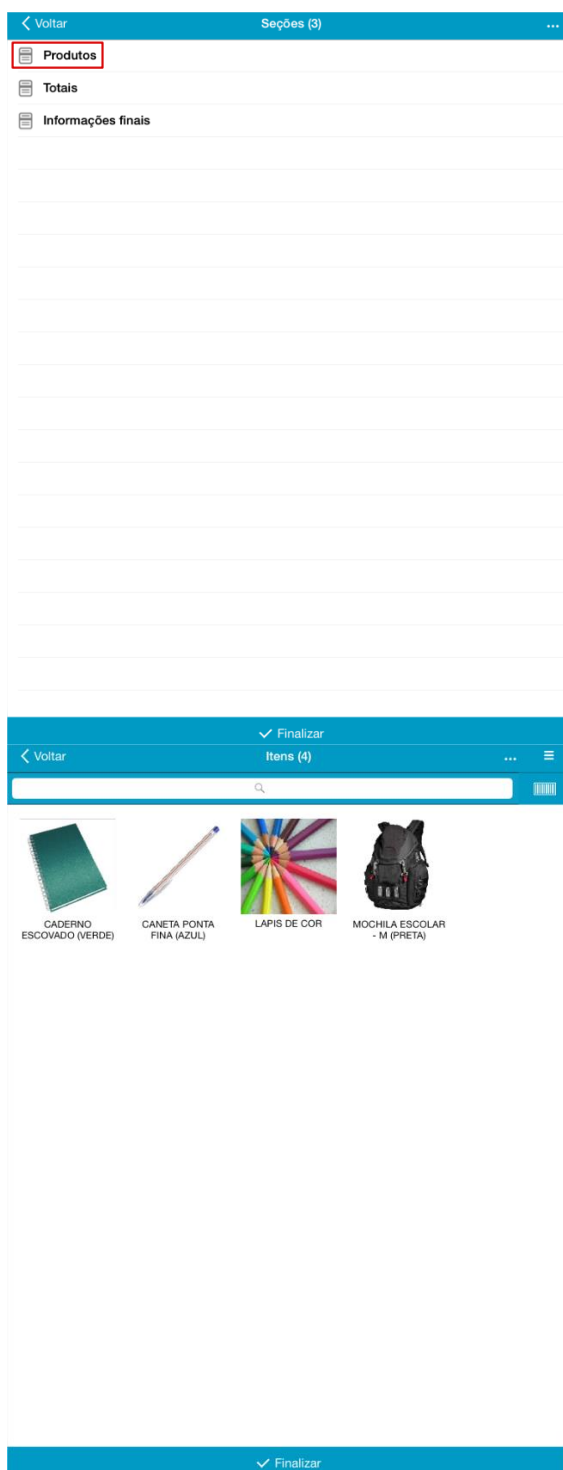 Voltar Seções (3) ...
Produtos
Totais
Informações finais
Finalizar
Voltar Itens (4) ...
CADERNO ESCOVADO (VERDE)
CANETA PONTA FINA (AZUL)
LAPIS DE COR
MOCHILA ESCOLAR - M (PRETA)
Finalizar